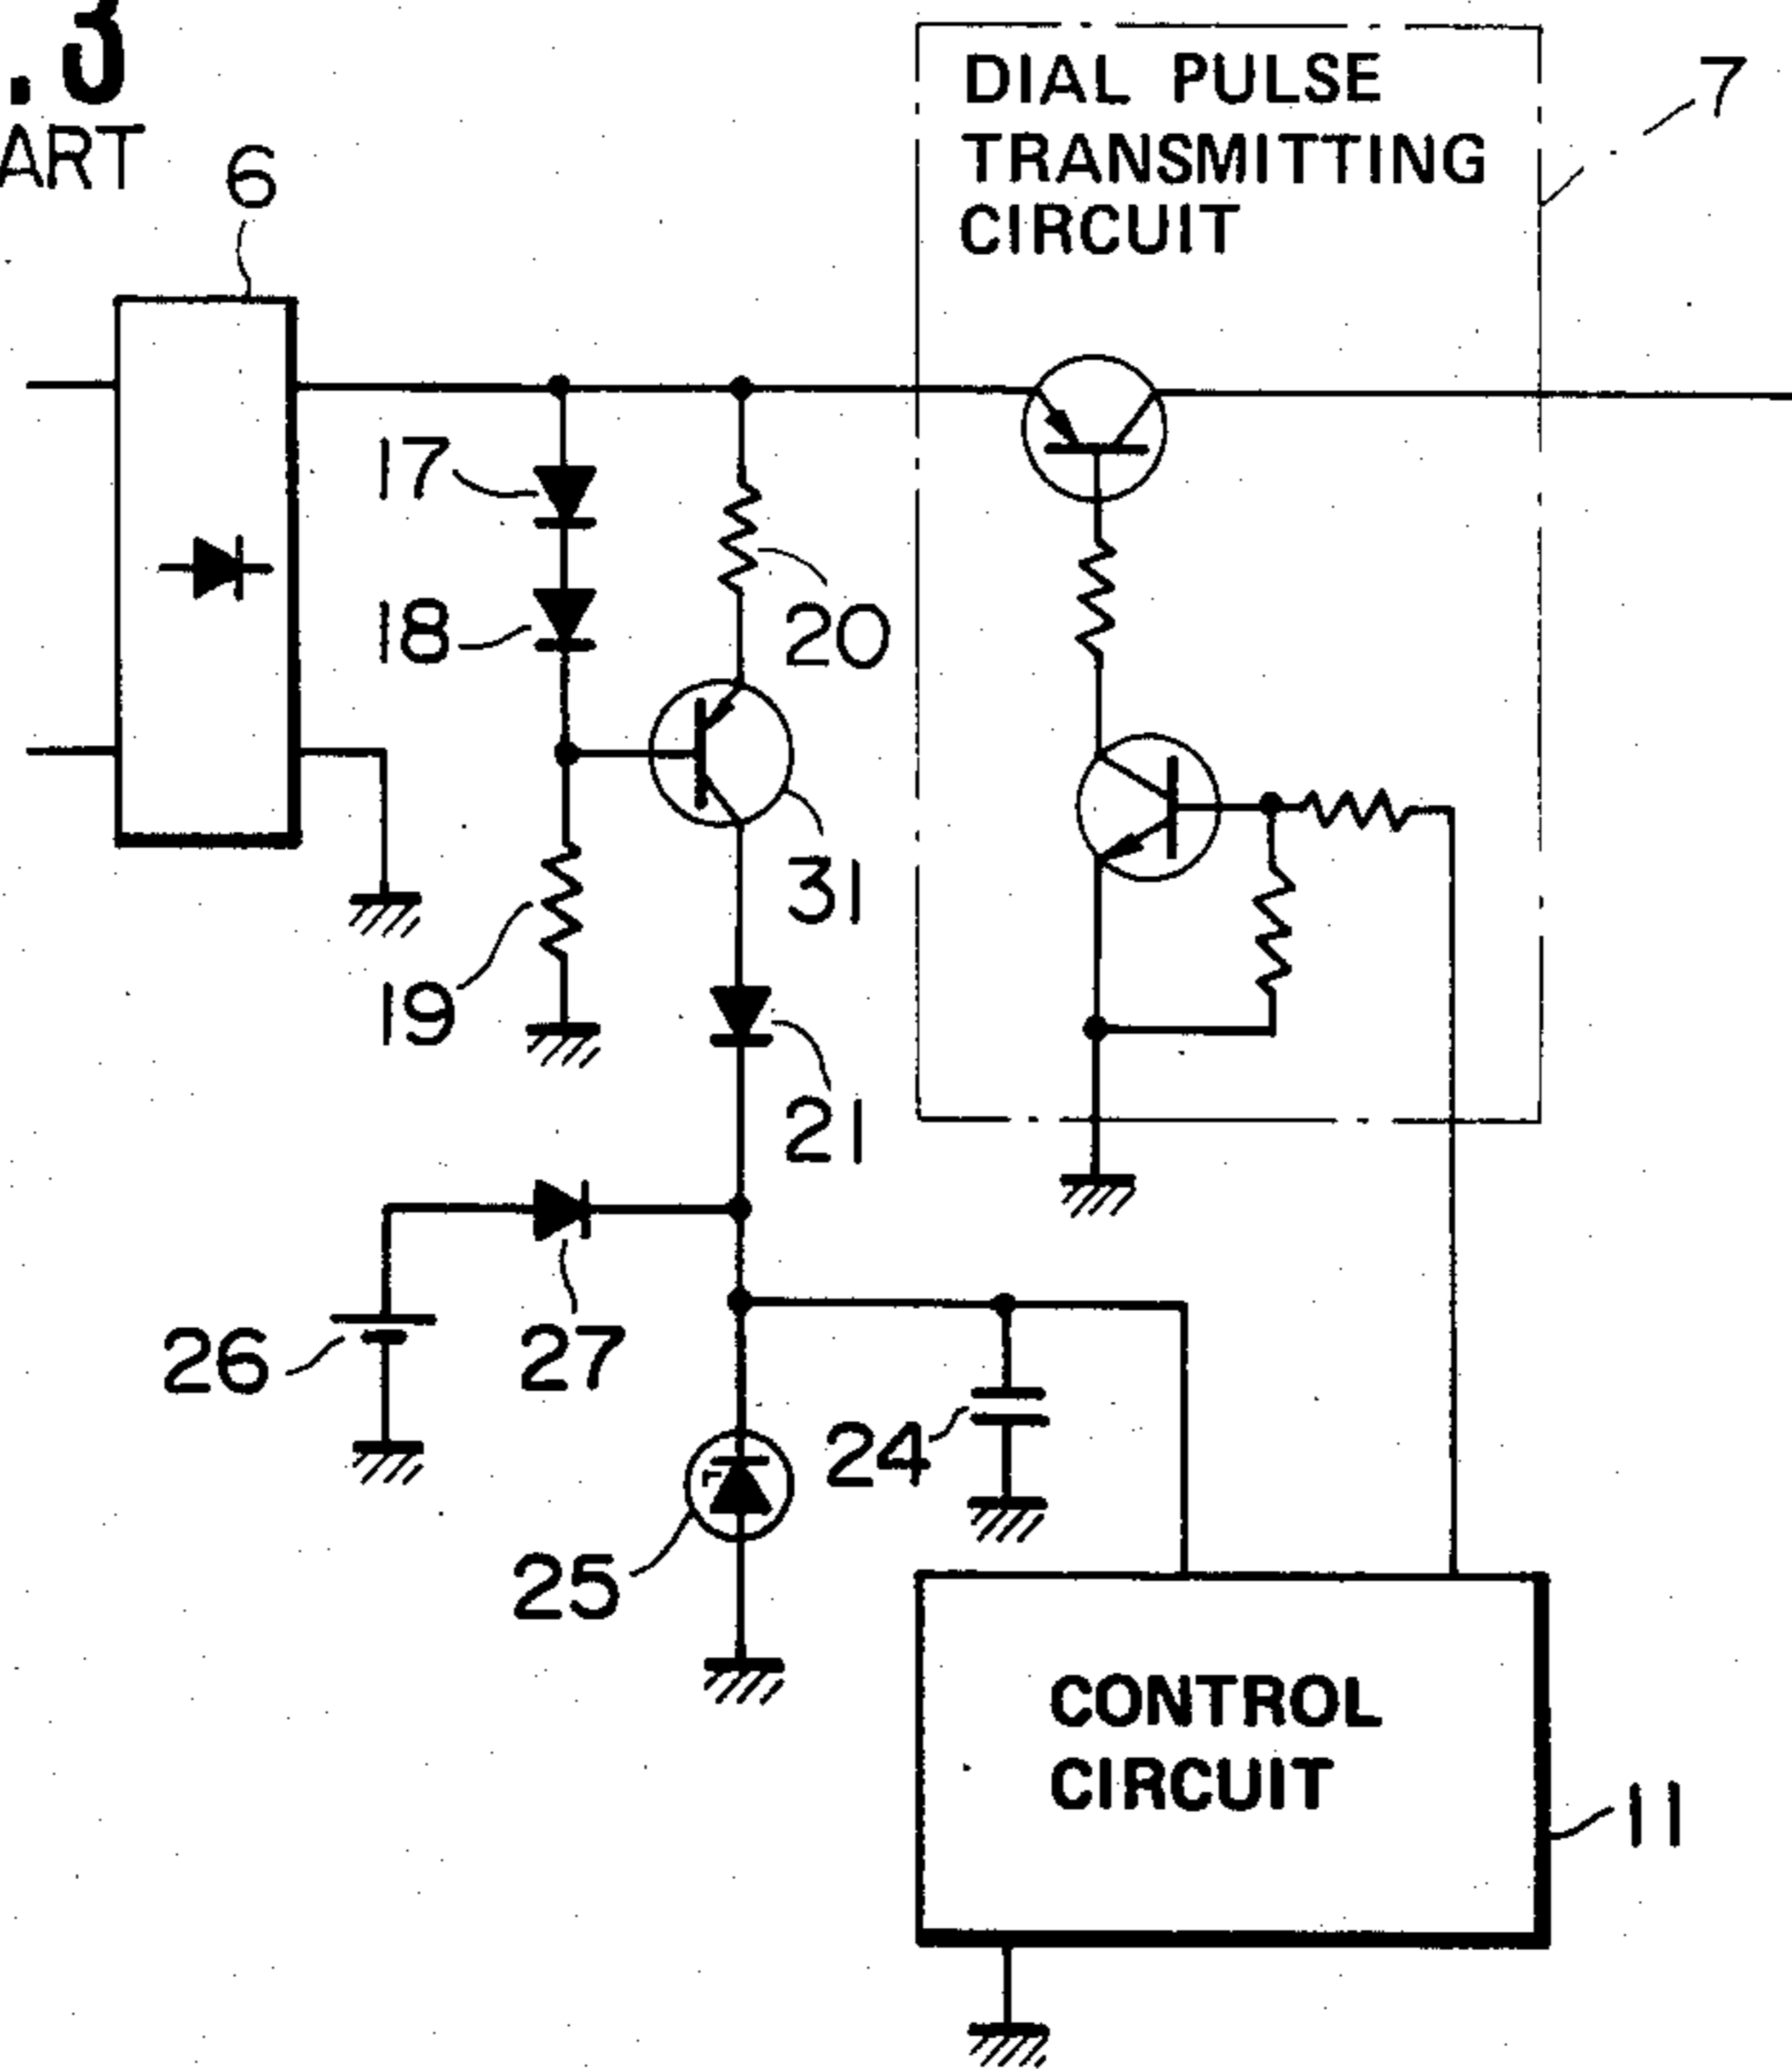 .3
ART
6
DIAL PULSE
TRANSMITTING
CIRCUIT
7
17
18
20
31
19
21
26
27
24
25
CONTROL
CIRCUIT
11